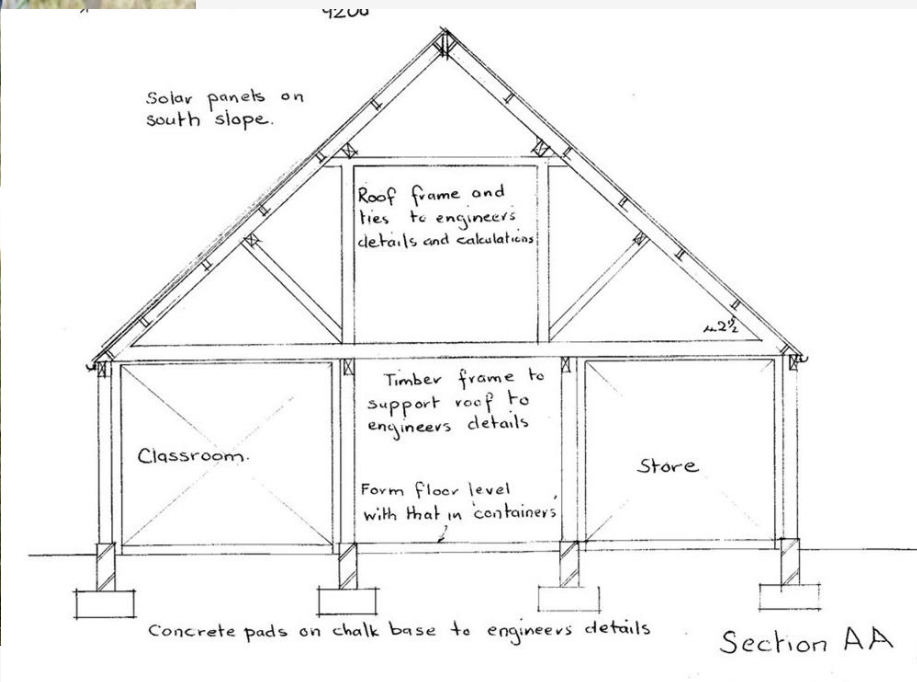 Solar panels on
south slope.
Roof frame and
ties to engineers
details and calculations
42½
Timber frame to
support roof to
engineers details
Classroom.
Store
Form floor level
with that in containers
Concrete pads on chalk base to engineers details
Section AA